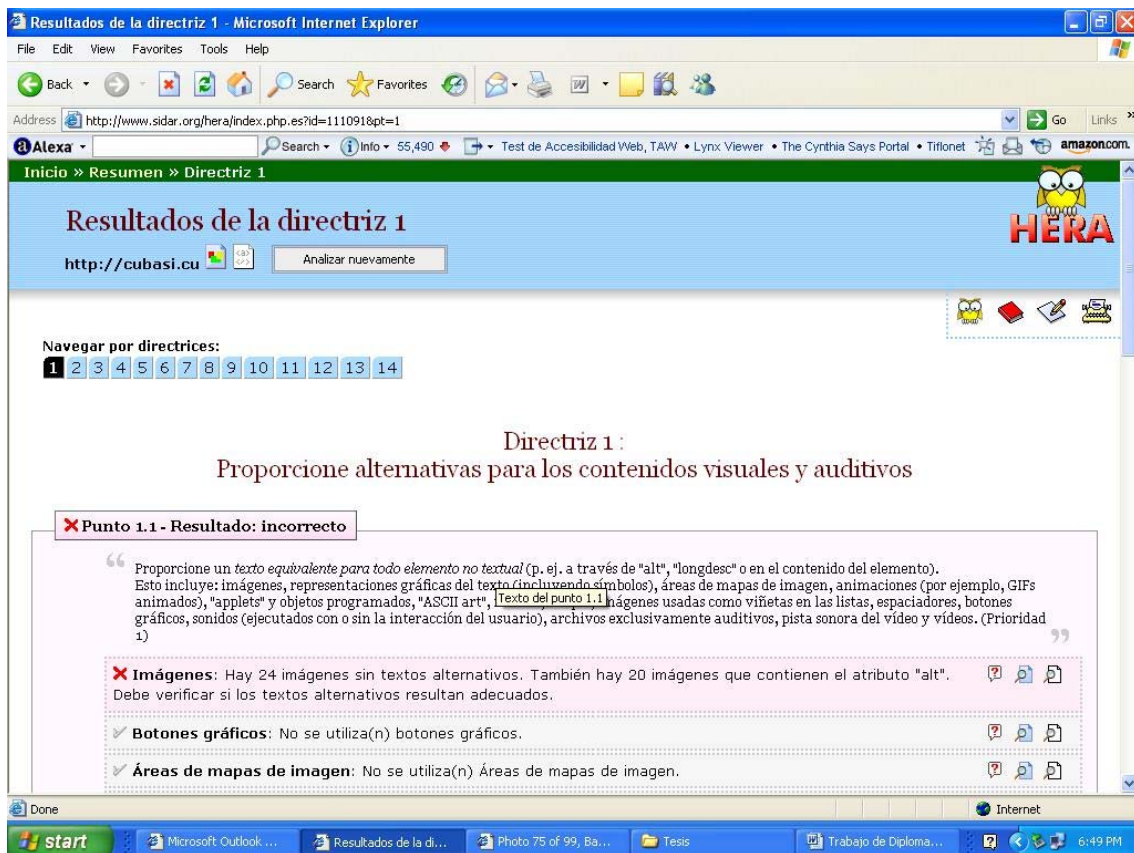 Resultados de la directriz 1 - Microsoft Internet Explorer
File Edit View Favorites Tools Help
Back Search Favorites
Address http://www.sidar.org/hera/index.php.es?id=111091&pt=1 Go Links »
Alexa Search Info 55,490 Test de Accesibilidad Web, TAW • Lynx Viewer • The Cynthia Says Portal • Tiflonet amazon.com.
Inicio » Resumen » Directriz 1
Resultados de la directriz 1
HERA
http://cubasi.cu Analizar nuevamente
Navegar por directrices:
1 2 3 4 5 6 7 8 9 10 11 12 13 14
Directriz 1 :
Proporcione alternativas para los contenidos visuales y auditivos
Punto 1.1 - Resultado: incorrecto
“ Proporcione un texto equivalente para todo elemento no textual (p. ej. a través de "alt", "longdesc" o en el contenido del elemento).
Esto incluye: imágenes, representaciones gráficas del texto (incluyendo símbolos), áreas de mapas de imagen, animaciones (por ejemplo, GIFs
animados), "applets" y objetos programados, "ASCII art", imágenes usadas como viñetas en las listas, espaciadores, botones
Texto del punto 1.1
gráficos, sonidos (ejecutados con o sin la interacción del usuario), archivos exclusivamente auditivos, pista sonora del vídeo y vídeos. (Prioridad
1) ”
Imágenes: Hay 24 imágenes sin textos alternativos. También hay 20 imágenes que contienen el atributo "alt".
Debe verificar si los textos alternativos resultan adecuados.
Botones gráficos: No se utiliza(n) botones gráficos.
Áreas de mapas de imagen: No se utiliza(n) Áreas de mapas de imagen.
Done Internet
start Microsoft Outlook ... Resultados de la di... Photo 75 of 99, Ba... Tesis Trabajo de Diploma... 6:49 PM